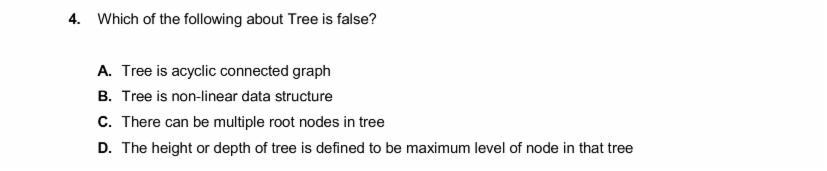 4. Which of the following about Tree is false?
A. Tree is acyclic connected graph
B. Tree is non-linear data structure
C. There can be multiple root nodes in tree
D. The height or depth of tree is defined to be maximum level of node in that tree